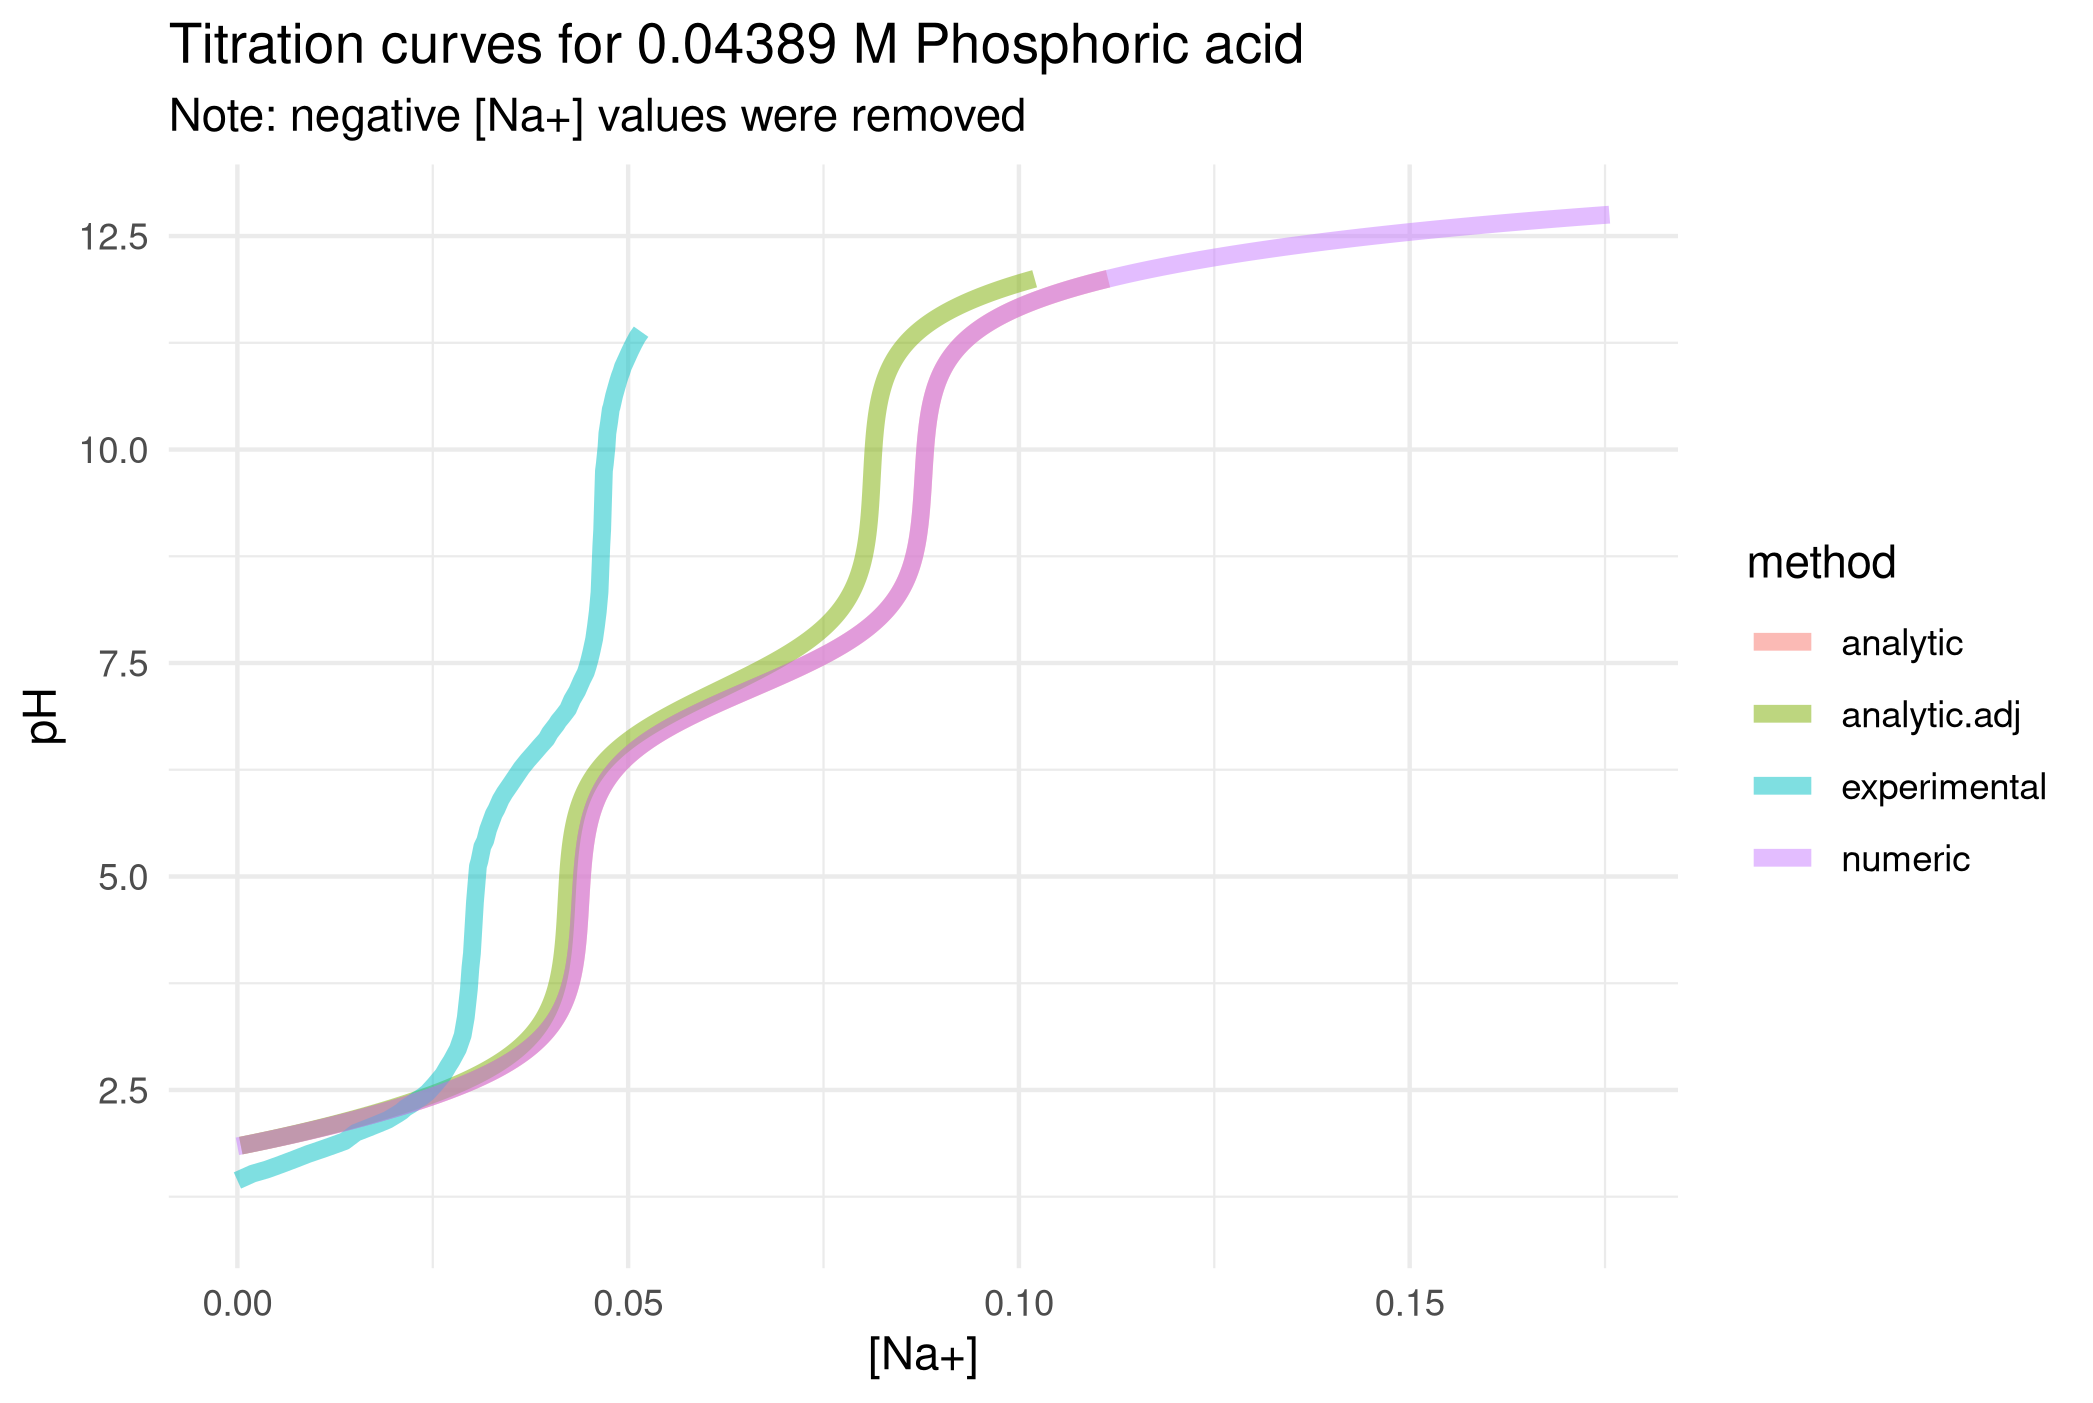 Titration curves for 0.04389 M Phosphoric acid
Note: negative [Na+] values were removed
12.5
10.0
7.5
5.0
2.5
pH
0.00 0.05 0.10 0.15
[Na+]
method
analytic
analytic.adj
experimental
numeric